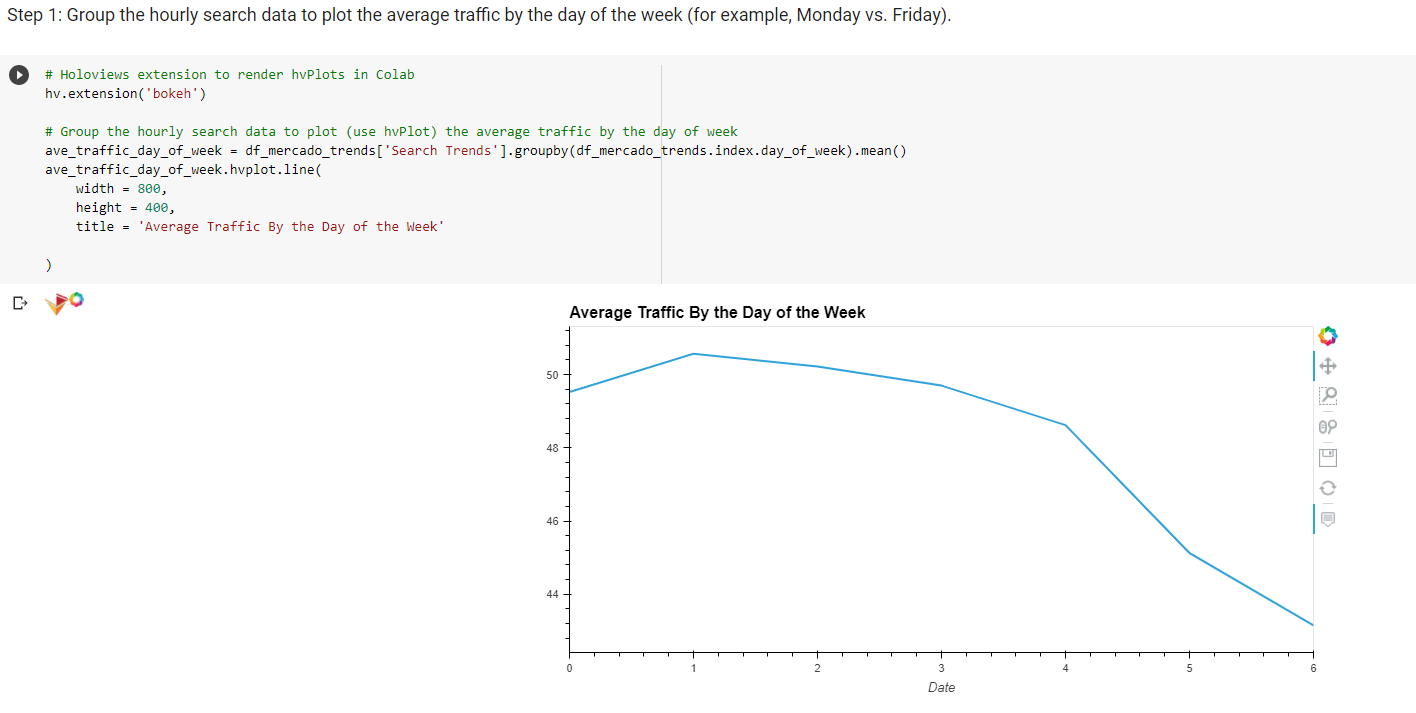 Step 1: Group the hourly search data to plot the average traffic by the day of the week (for example, Monday vs. Friday).
# Holoviews extension to render hvPlots in Colab
hv.extension('bokeh')
# Group the hourly search data to plot (use hvPlot) the average traffic by the day of week
ave_traffic_day_of_week = df_mercado_trends['Search Trends'].groupby(df_mercado_trends.index.day_of_week).mean()
ave_traffic_day_of_week.hvplot.line(
    width = 800,
    height = 400,
    title = 'Average Traffic By the Day of the Week'
)
Average Traffic By the Day of the Week
50
48
46
44
0 1 2 3 4 5 6
Date